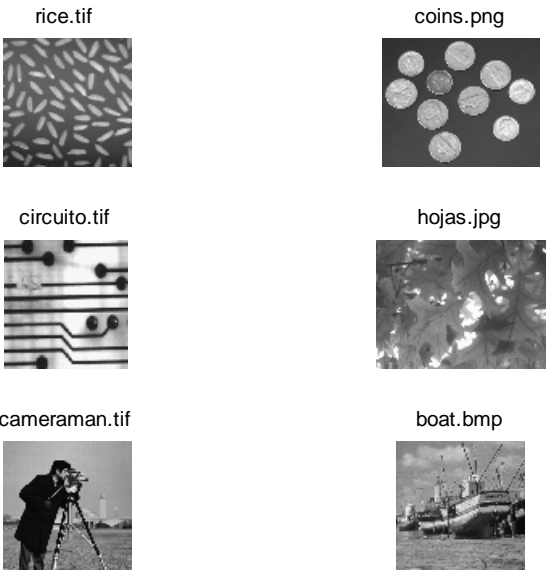 rice.tif
coins.png
circuito.tif
hojas.jpg
cameraman.tif
boat.bmp